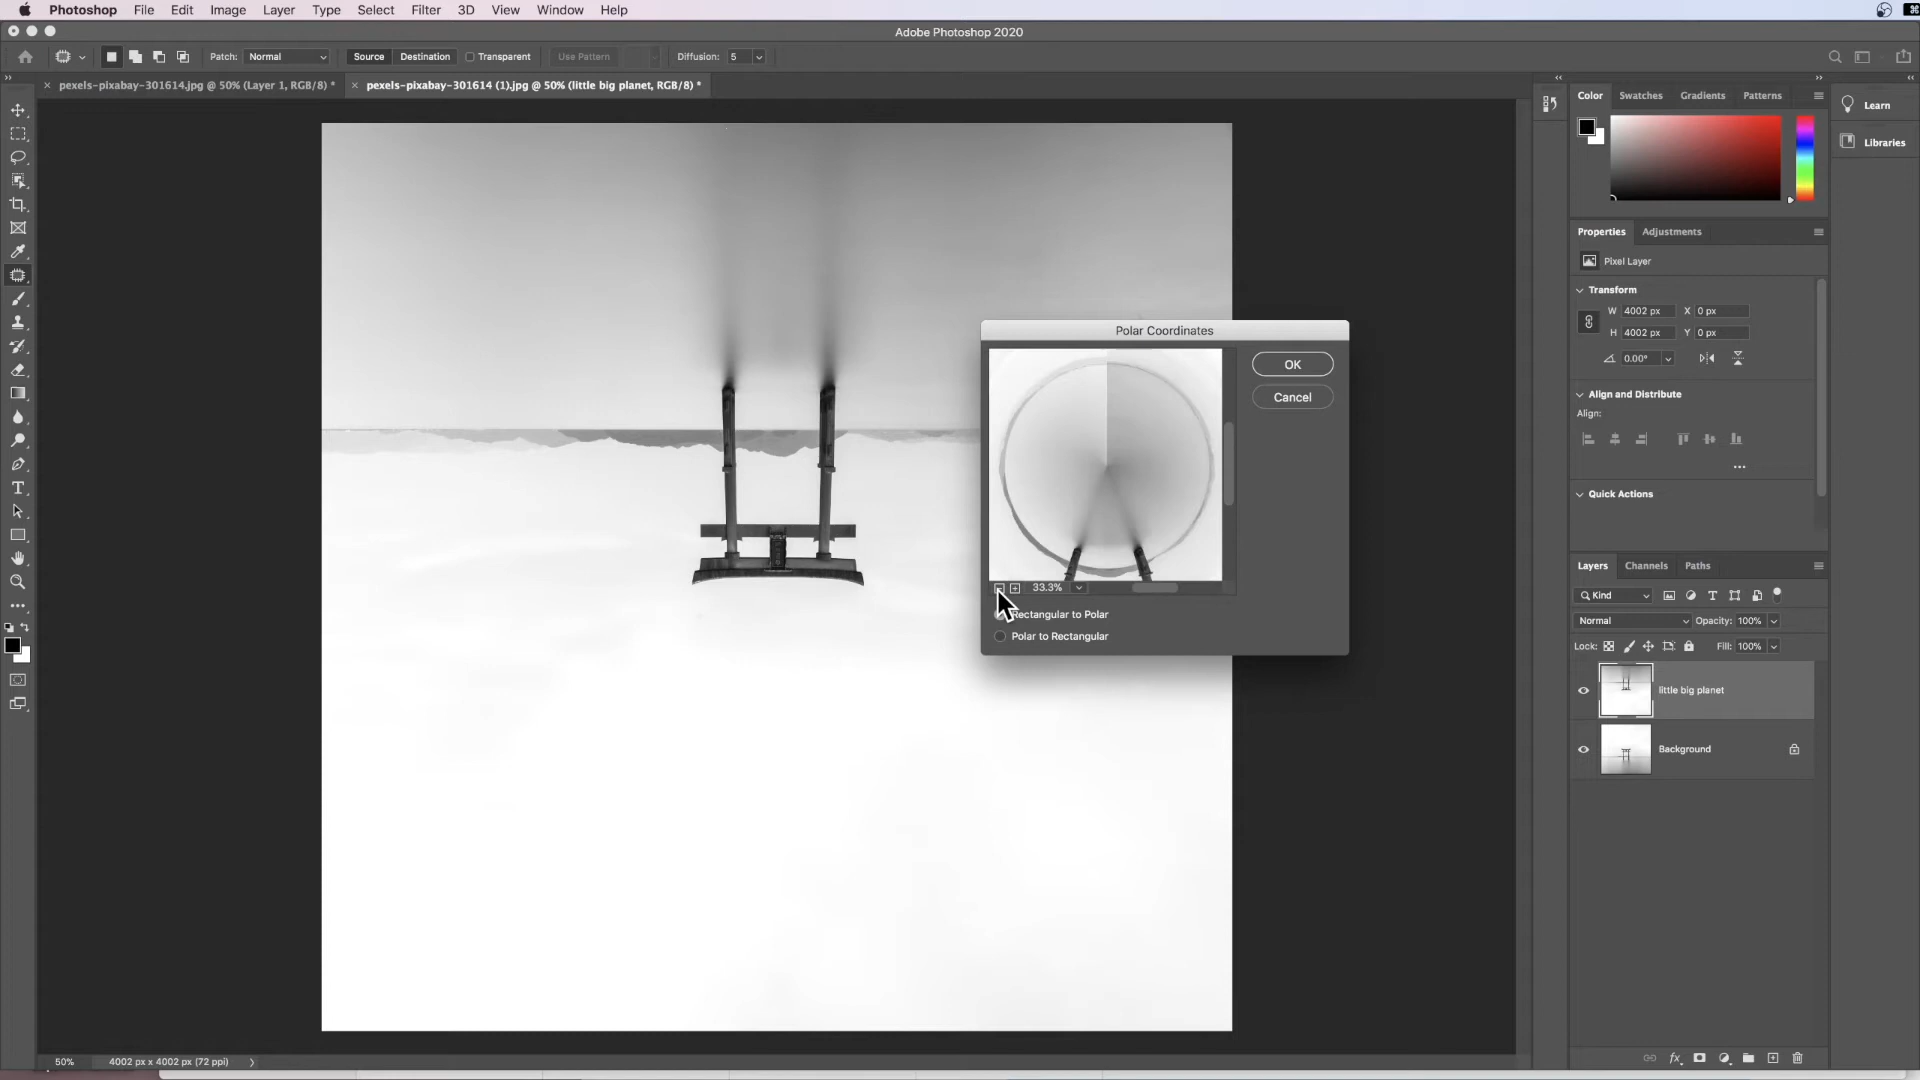 Photoshop File Edit Image Layer Type Select Filter 3D View Window Help
Adobe Photoshop 2020
Patch: Normal Source Destination Transparent Use Pattern Diffusion: 5
pexels-pixabay-301614.jpg @ 50% (Layer 1, RGB/8) * pexels-pixabay-301614 (1).jpg @ 50% (little big planet, RGB/8) *
Color Swatches Gradients Patterns
Learn
Libraries
Properties Adjustments
Pixel Layer
Transform
W 4002 px X 0 px
H 4002 px Y 0 px
0.00°
Align and Distribute
Align:
Quick Actions
Polar Coordinates
OK
Cancel
33.3%
Rectangular to Polar
Polar to Rectangular
Layers Channels Paths
Kind
Normal Opacity: 100%
Lock: Fill: 100%
little big planet
Background
50% 4002 px x 4002 px (72 ppi)